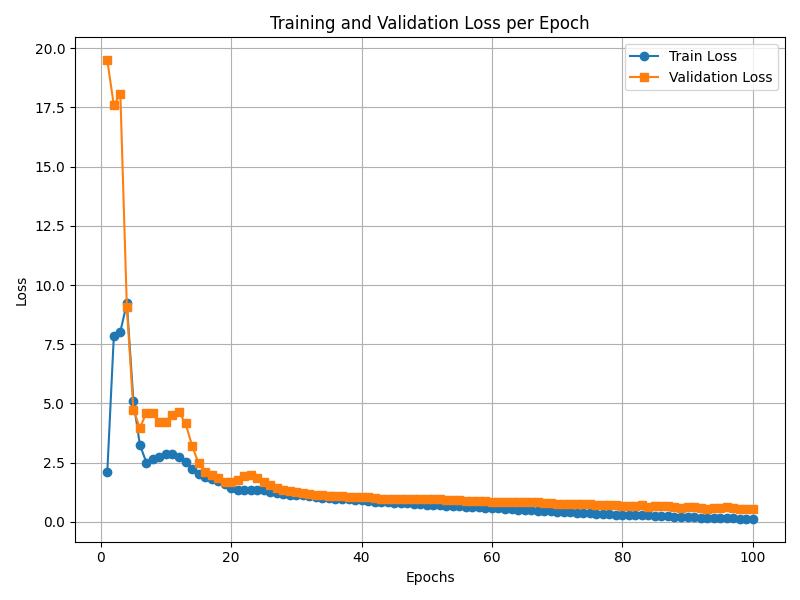 Training and Validation Loss per Epoch
Train Loss
Validation Loss
20.0
17.5
15.0
12.5
10.0
7.5
5.0
2.5
0.0
Loss
0 20 40 60 80 100
Epochs